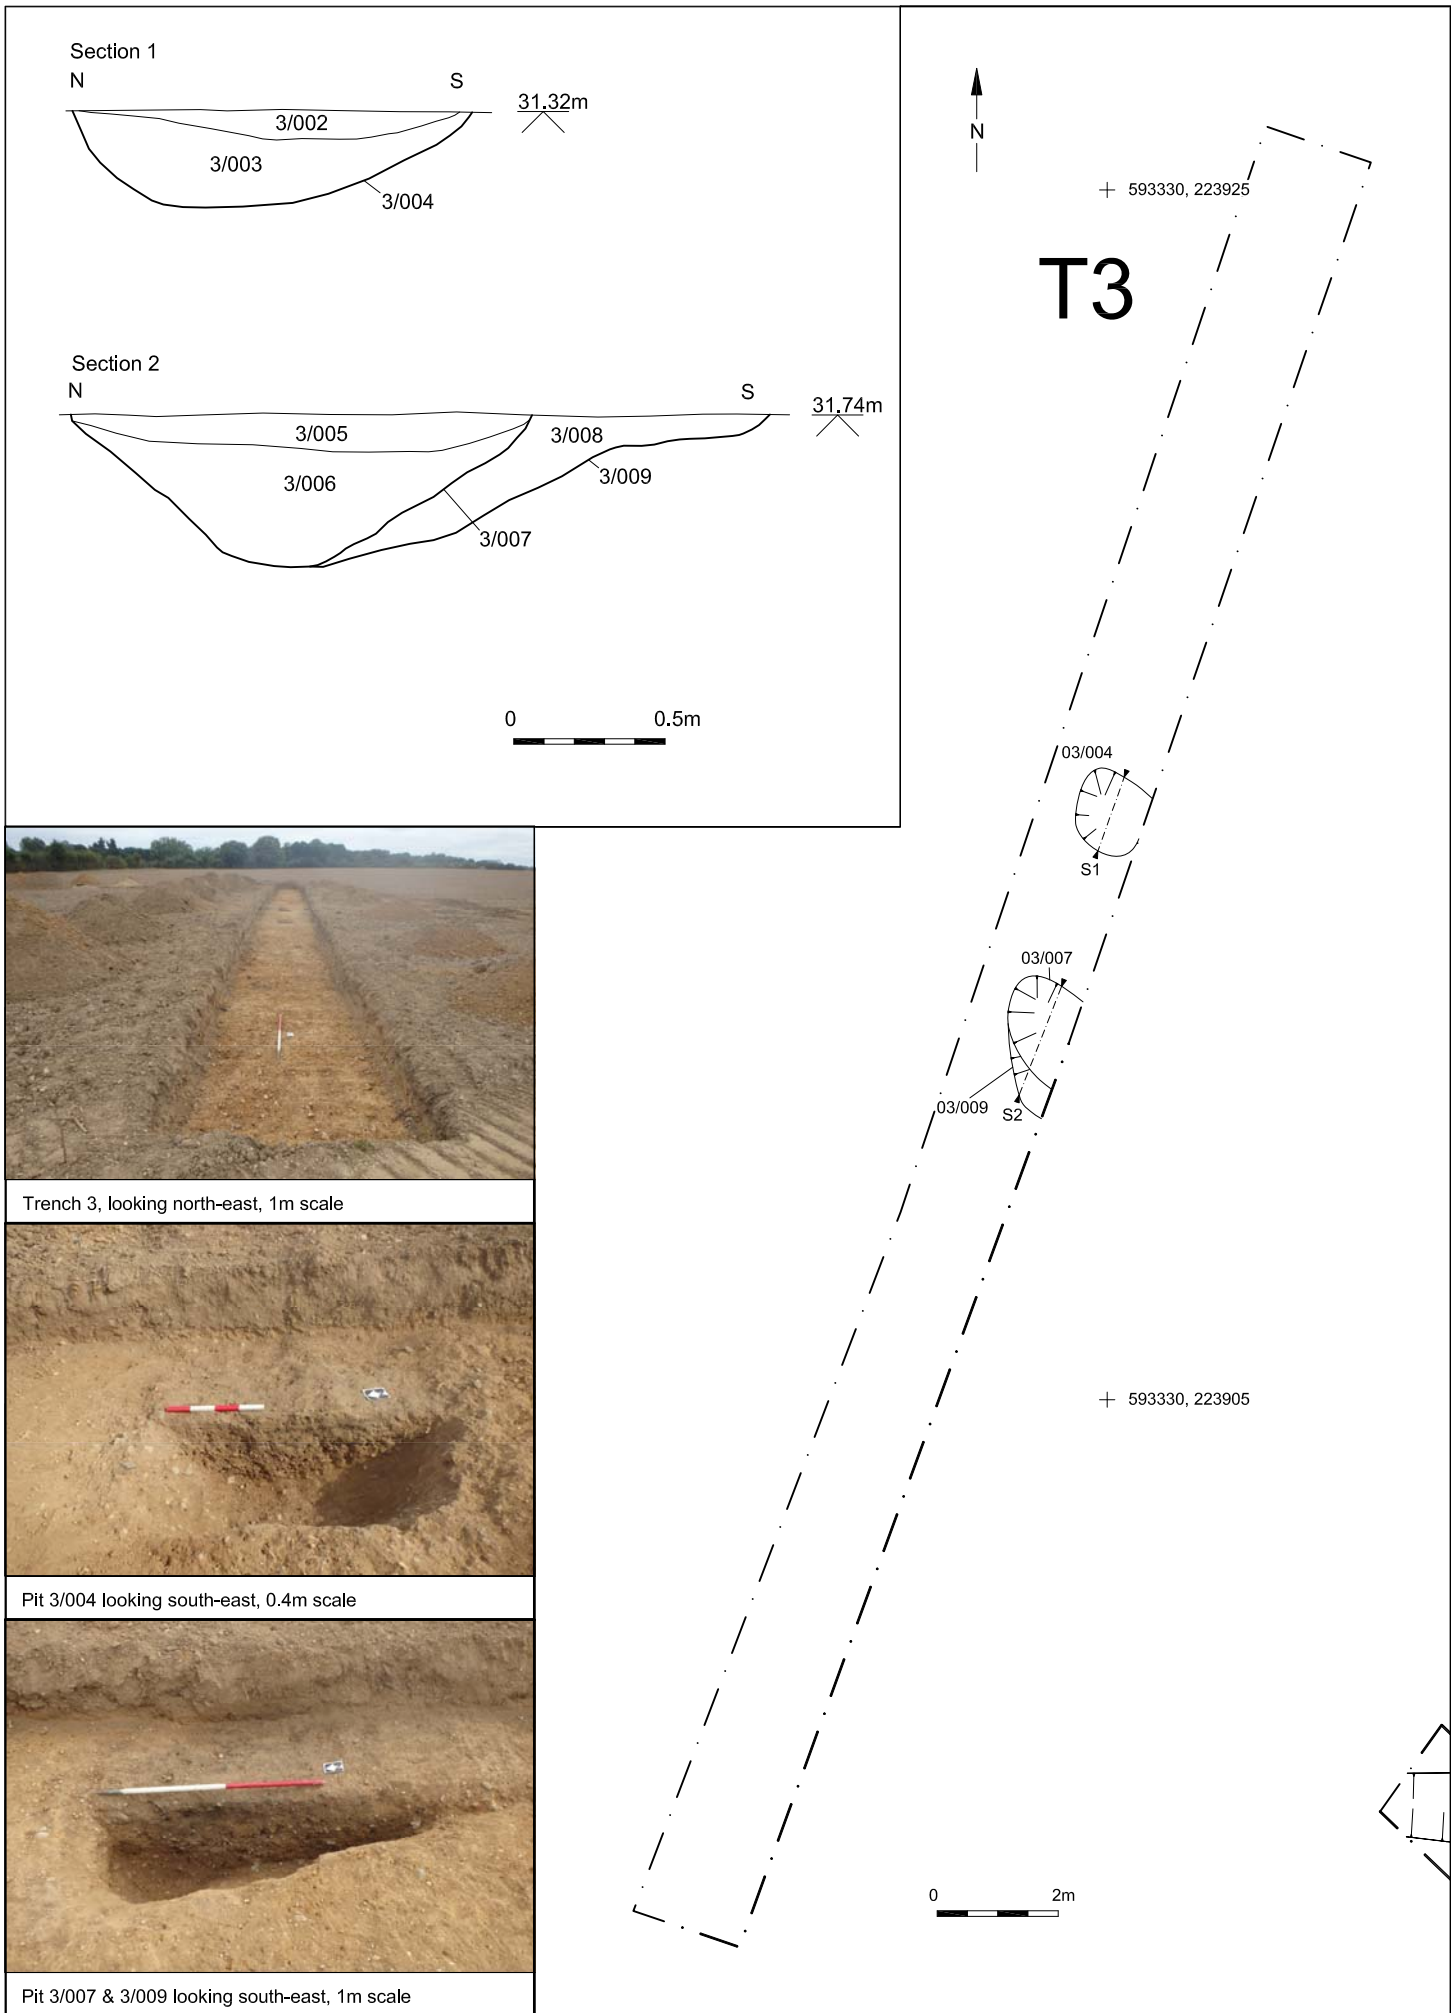 Section 1
N
S
31.32m
3/002
3/003
3/004
Section 2
N
S
31.74m
3/005
3/008
3/006
3/009
3/007
0 0.5m
N
593330, 223925
T3
03/004
S1
03/007
03/009
S2
593330, 223905
0 2m
Trench 3, looking north-east, 1m scale
Pit 3/004 looking south-east, 0.4m scale
Pit 3/007 & 3/009 looking south-east, 1m scale